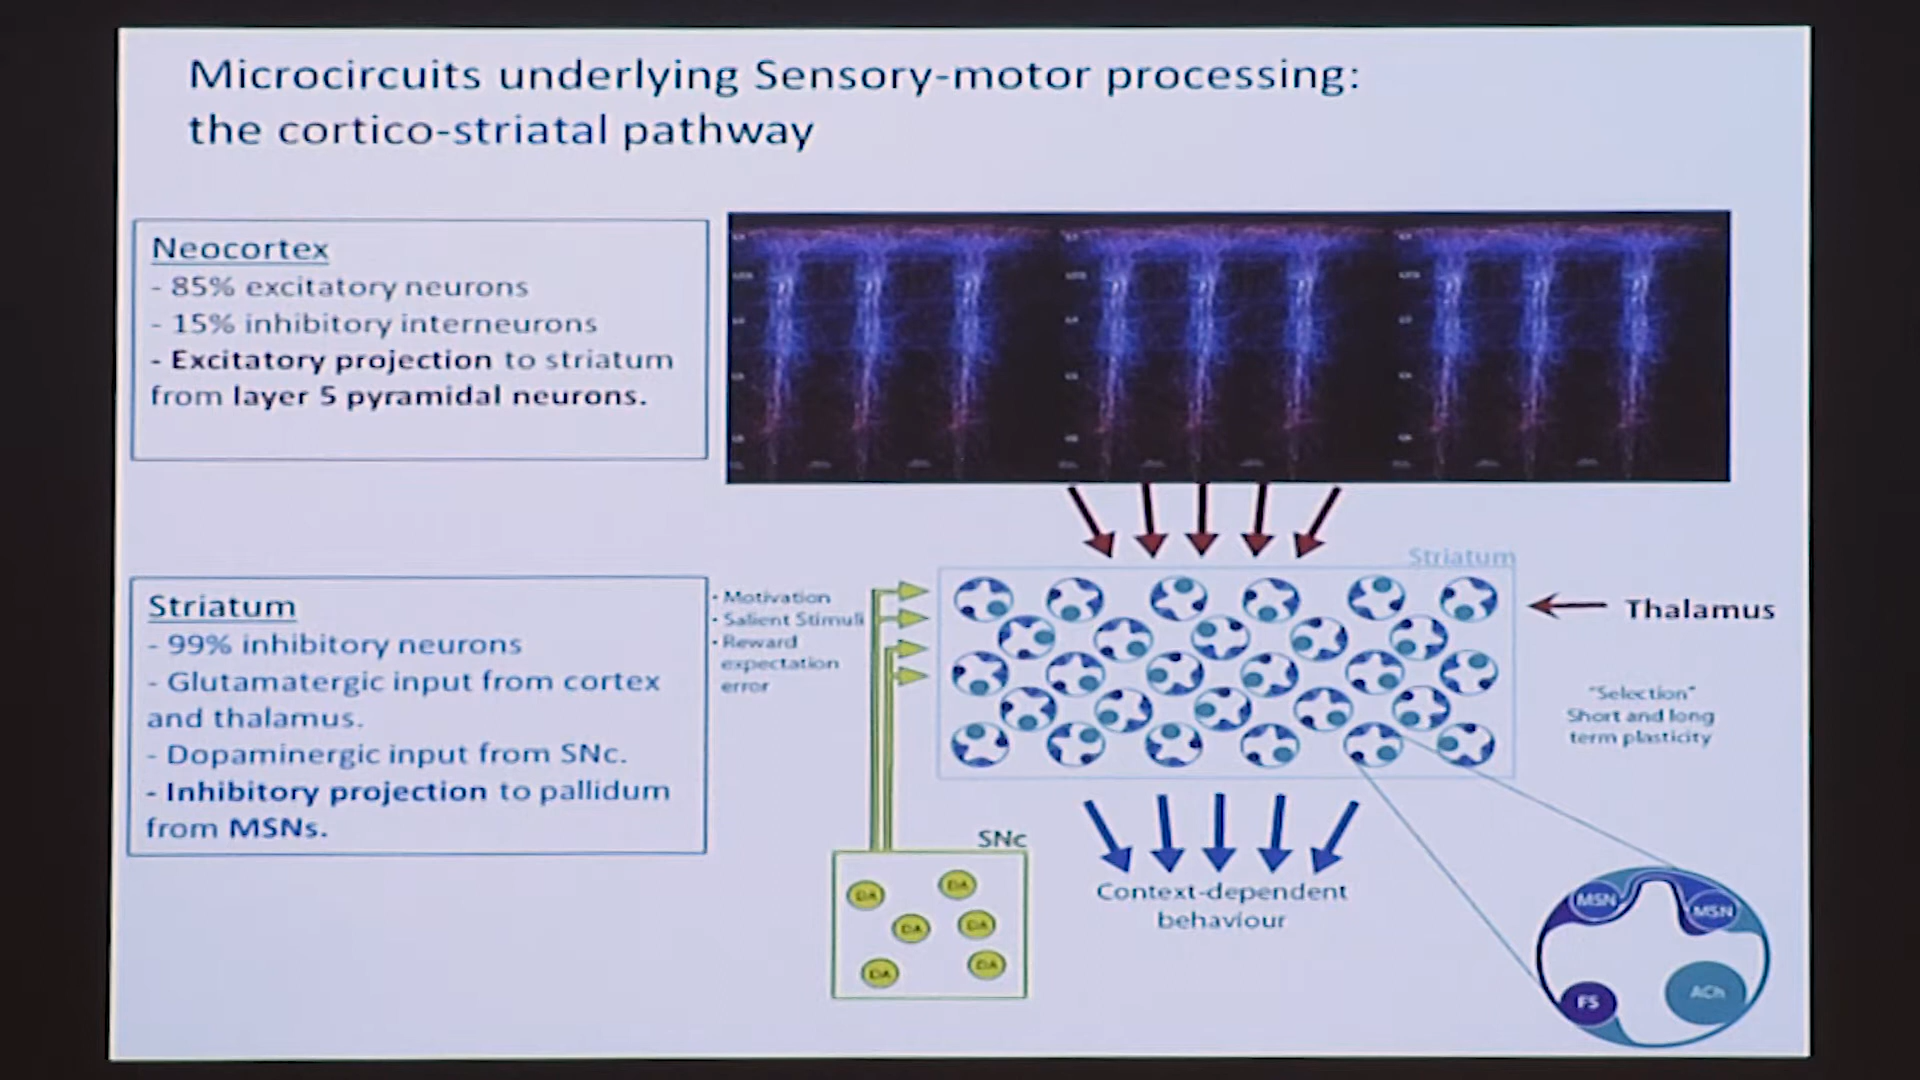 Microcircuits underlying Sensory-motor processing:
the cortico-striatal pathway
Neocortex
- 85% excitatory neurons
- 15% inhibitory interneurons
- Excitatory projection to striatum
from layer 5 pyramidal neurons.
Striatum
- 99% inhibitory neurons
- Glutamatergic input from cortex
and thalamus.
- Dopaminergic input from SNc.
- Inhibitory projection to pallidum
from MSNs.
• Motivation
• Salient Stimuli
• Reward
expectation
error
Striatum
Thalamus
"Selection"
Short and long
term plasticity
SNc
DA
DA
DA
DA
DA
DA
Context-dependent
behaviour
MSN
MSN
FS
ACh